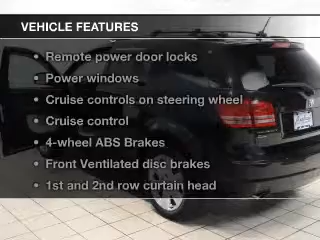 VEHICLE FEATURES
• Remote power door locks
• Power windows
• Cruise controls on steering wheel
• Cruise control
• 4-wheel ABS Brakes
• Front Ventilated disc brakes
• 1st and 2nd row curtain head